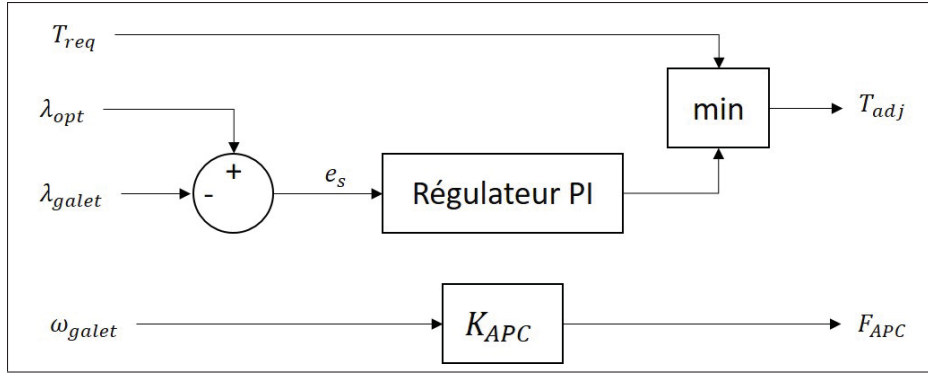 T_req
min
T_adj
λ_opt
+
-
λ_galet
e_s
Régulateur PI
ω_galet
K_APC
F_APC